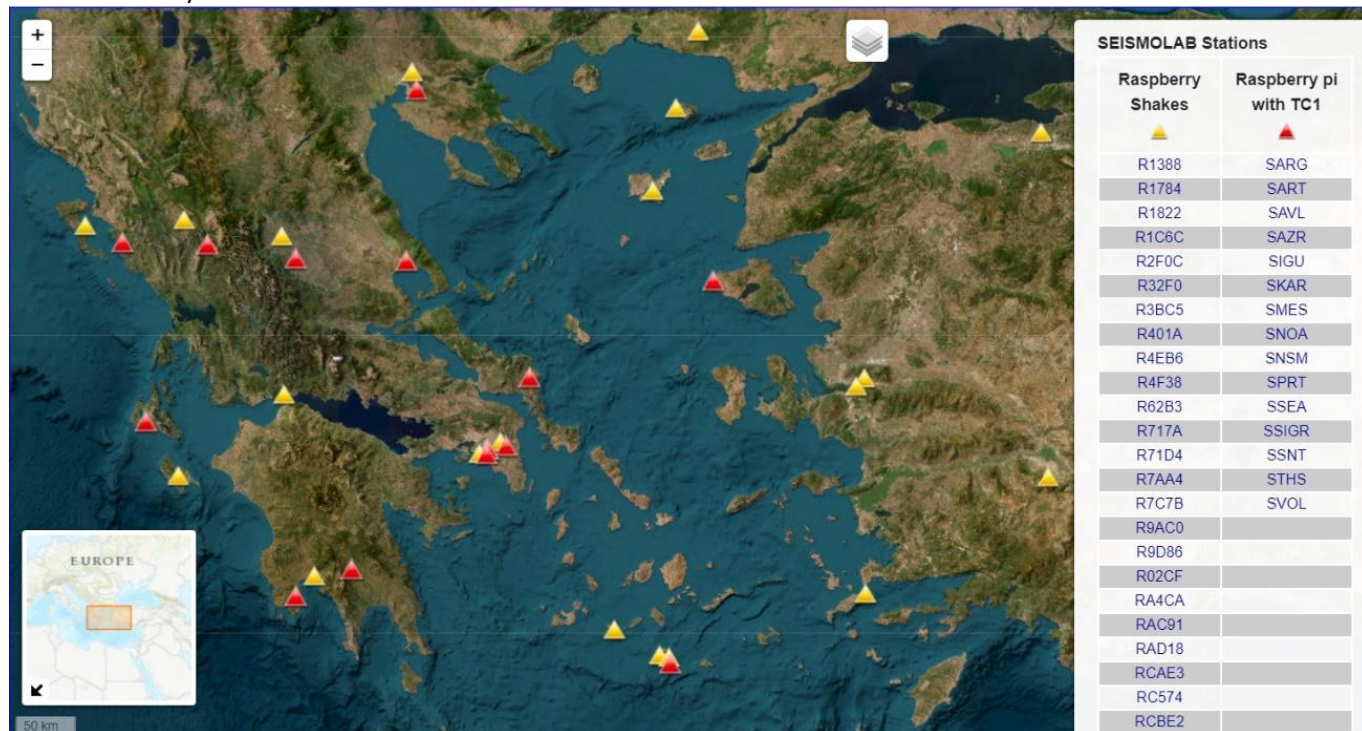 +
−
SEISMOLAB Stations
Raspberry Shakes
Raspberry pi with TC1
R1388 SARG
R1784 SART
R1822 SAVL
R1C6C SAZR
R2F0C SIGU
R32F0 SKAR
R3BC5 SMES
R401A SNOA
R4EB6 SNSM
R4F38 SPRT
R62B3 SSEA
R717A SSIGR
R71D4 SSNT
R7AA4 STHS
R7C7B SVOL
R9AC0
R9D86
R02CF
RA4CA
RAC91
RAD18
RCAE3
RC574
RCBE2
EUROPE
50 km